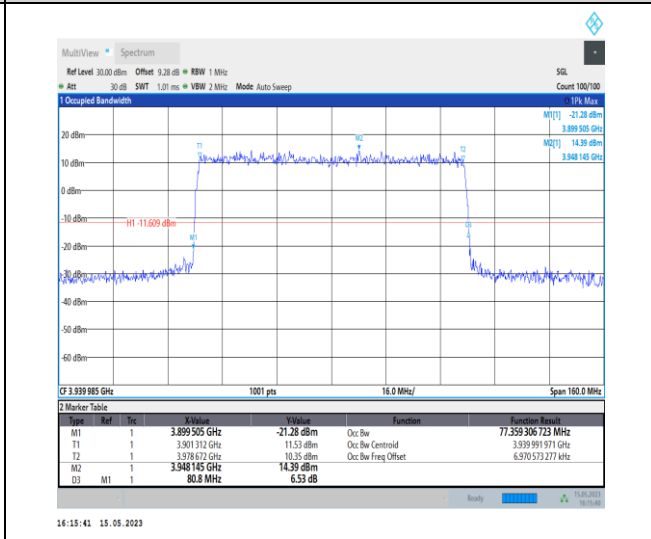 MultiView Spectrum
Ref Level 30.00 dBm Offset 9.28 dB RBW 1 MHz SGL
Att 30 dB SWT 1.01 ms VBW 2 MHz Mode Auto Sweep Count 100/100
1 Occupied Bandwidth 1Pk Max
M1[1] -21.28 dBm
3.899 505 GHz
M2[1] 14.39 dBm
3.948 145 GHz
20 dBm
T1 M2 T2
10 dBm
0 dBm
-10 dBm
H1 -11.609 dBm
D3
M1
-20 dBm
-30 dBm
-40 dBm
-50 dBm
-60 dBm
CF 3.939 985 GHz 1001 pts 16.0 MHz/ Span 160.0 MHz
2 Marker Table
Type Ref Trc X-Value Y-Value Function Function Result
M1 1 3.899 505 GHz -21.28 dBm Occ Bw 77.359 306 723 MHz
T1 1 3.901 312 GHz 11.53 dBm Occ Bw Centroid 3.939 991 971 GHz
T2 1 3.978 672 GHz 10.35 dBm Occ Bw Freq Offset 6.970 573 277 kHz
M2 1 3.948 145 GHz 14.39 dBm
D3 M1 1 80.8 MHz 6.53 dB
Ready 15.05.2023
16:15:40
16:15:41 15.05.2023